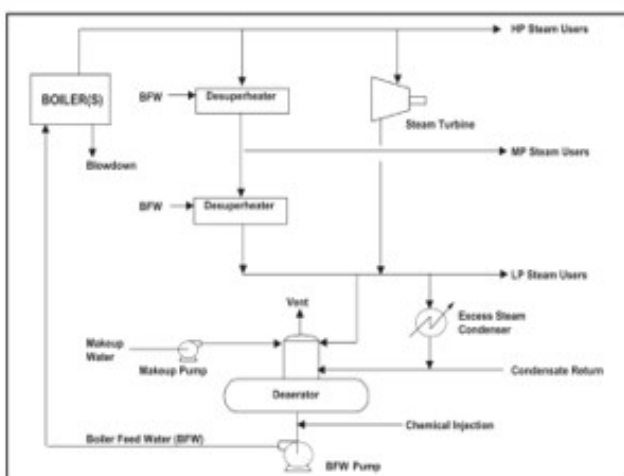 HP Steam Users
BOILER(S)
BFW
Desuperheater
Steam Turbine
MP Steam Users
Blowdown
BFW
Desuperheater
LP Steam Users
Vent
Excess Steam
Condenser
Makeup
Water
Makeup Pump
Condensate Return
Deaerator
Chemical Injection
Boiler Feed Water (BFW)
BFW Pump